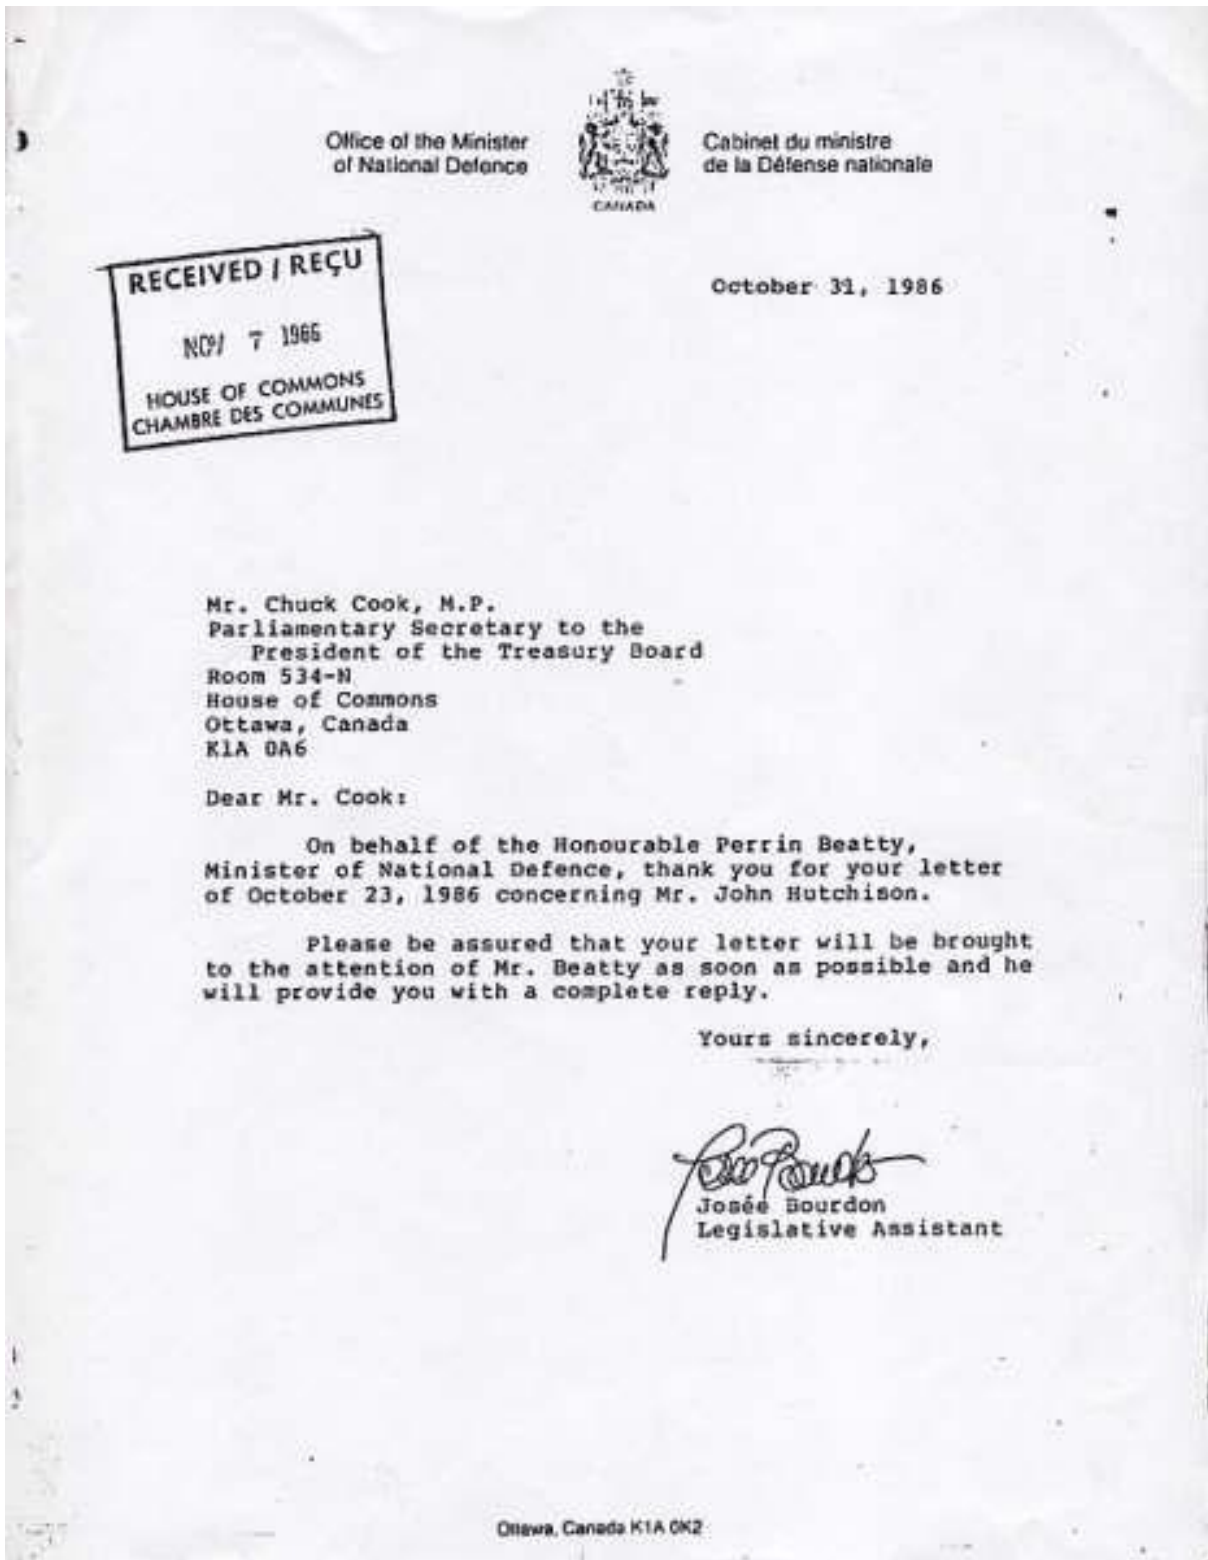 Office of the Minister
of National Defence
Cabinet du ministre
de la Défense nationale
CANADA
RECEIVED / REÇU
NOV 7 1986
HOUSE OF COMMONS
CHAMBRE DES COMMUNES
October 31, 1986
Mr. Chuck Cook, M.P.
Parliamentary Secretary to the
President of the Treasury Board
Room 534-N
House of Commons
Ottawa, Canada
K1A 0A6
Dear Mr. Cook:
On behalf of the Honourable Perrin Beatty,
Minister of National Defence, thank you for your letter
of October 23, 1986 concerning Mr. John Hutchison.
Please be assured that your letter will be brought
to the attention of Mr. Beatty as soon as possible and he
will provide you with a complete reply.
Yours sincerely,
Josée Bourdon
Legislative Assistant
Ottawa, Canada K1A 0K2